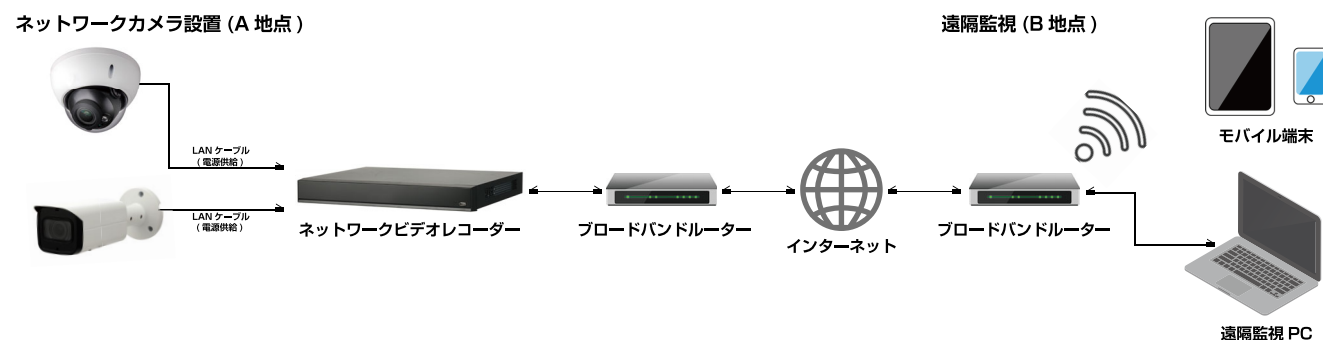 ネットワークカメラ設置 (A 地点 )
遠隔監視 (B 地点 )
モバイル端末
LAN ケーブル
( 電源供給 )
LAN ケーブル
( 電源供給 )
ネットワークビデオレコーダー
ブロードバンドルーター
インターネット
ブロードバンドルーター
遠隔監視 PC